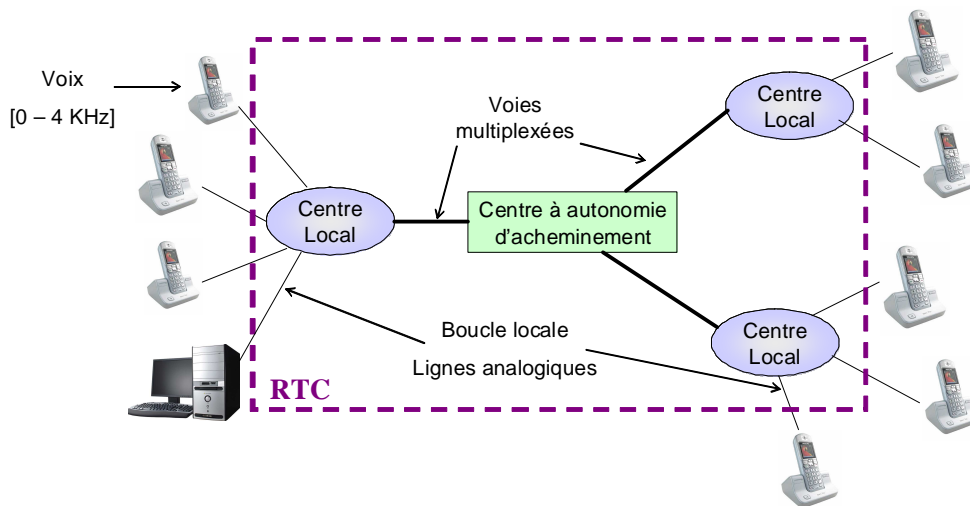 Voix
[0 – 4 KHz]
Voies
multiplexées
Centre
Local
Centre
Local
Centre à autonomie
d'acheminement
Boucle locale
Lignes analogiques
Centre
Local
RTC